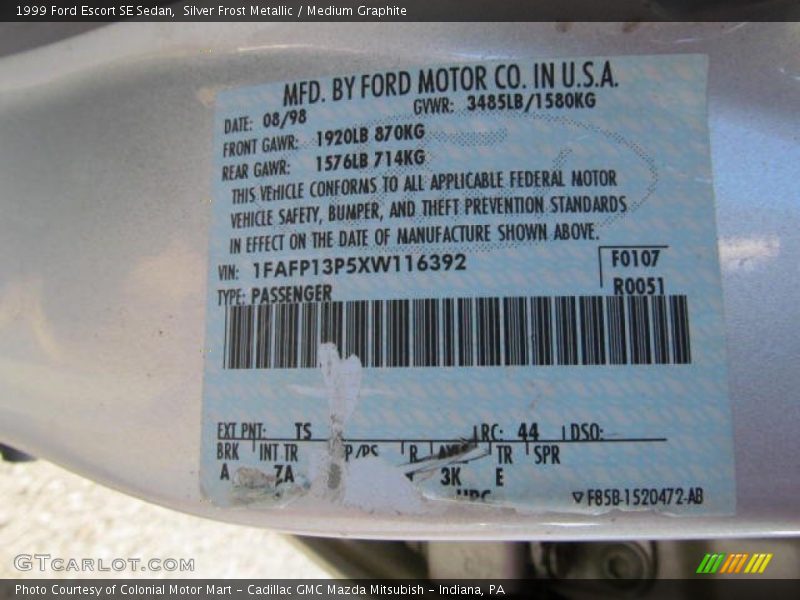 1999 Ford Escort SE Sedan,  Silver Frost Metallic / Medium Graphite
MFD. BY FORD MOTOR CO. IN U.S.A.
DATE: 08/98 GVWR: 3485LB/1580KG
FRONT GAWR: 1920LB 870KG
REAR GAWR: 1576LB 714KG
THIS VEHICLE CONFORMS TO ALL APPLICABLE FEDERAL MOTOR
VEHICLE SAFETY, BUMPER, AND THEFT PREVENTION STANDARDS
IN EFFECT ON THE DATE OF MANUFACTURE SHOWN ABOVE.
VIN: 1FAFP13P5XW116392 F0107
TYPE: PASSENGER R0051
EXT PNT: TS RC: 44 DSO:
BRK INT TR P/PS R AXLE TR SPR
A ZA 3K E
▽F85B-1520472-AB
GTCARLOT.COM
Photo Courtesy of Colonial Motor Mart - Cadillac GMC Mazda Mitsubish - Indiana, PA